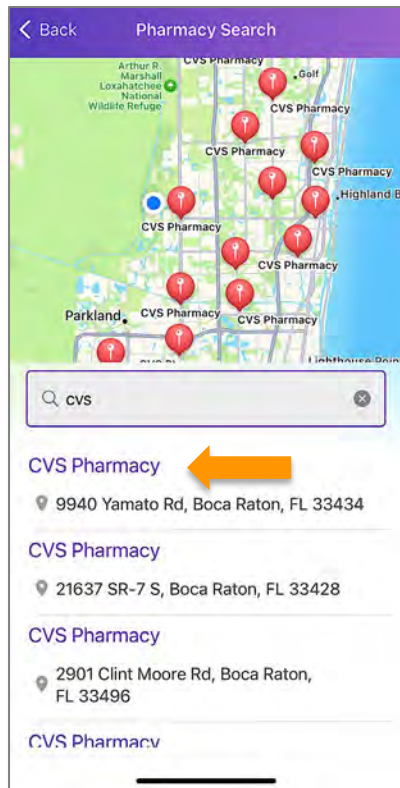 Back
Pharmacy Search
CVS Pharmacy
Arthur R.
Marshall
Loxahatchee
National
Wildlife Refuge
Golf
CVS Pharmacy
CVS Pharmacy
CVS Pharmacy
Highland B
CVS Pharmacy
CVS Pharmacy
Parkland
CVS Pharmacy
CVS Pharmacy
Lighthouse Poin
cvs
CVS Pharmacy
9940 Yamato Rd, Boca Raton, FL 33434
CVS Pharmacy
21637 SR-7 S, Boca Raton, FL 33428
CVS Pharmacy
2901 Clint Moore Rd, Boca Raton,
FL 33496
CVS Pharmacy